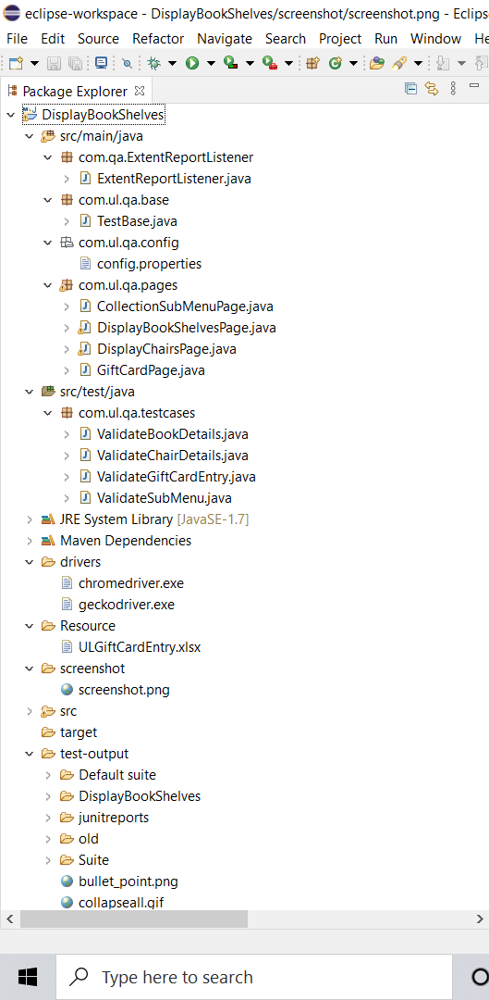 eclipse-workspace - DisplayBookShelves/screenshot/screenshot.png - Eclips
File Edit Source Refactor Navigate Search Project Run Window He
Package Explorer
DisplayBookShelves
src/main/java
com.qa.ExtentReportListener
ExtentReportListener.java
com.ul.qa.base
TestBase.java
com.ul.qa.config
config.properties
com.ul.qa.pages
CollectionSubMenuPage.java
DisplayBookShelvesPage.java
DisplayChairsPage.java
GiftCardPage.java
src/test/java
com.ul.qa.testcases
ValidateBookDetails.java
ValidateChairDetails.java
ValidateGiftCardEntry.java
ValidateSubMenu.java
JRE System Library [JavaSE-1.7]
Maven Dependencies
drivers
chromedriver.exe
geckodriver.exe
Resource
ULGiftCardEntry.xlsx
screenshot
screenshot.png
src
target
test-output
Default suite
DisplayBookShelves
junitreports
old
Suite
bullet_point.png
collapseall.gif
Type here to search